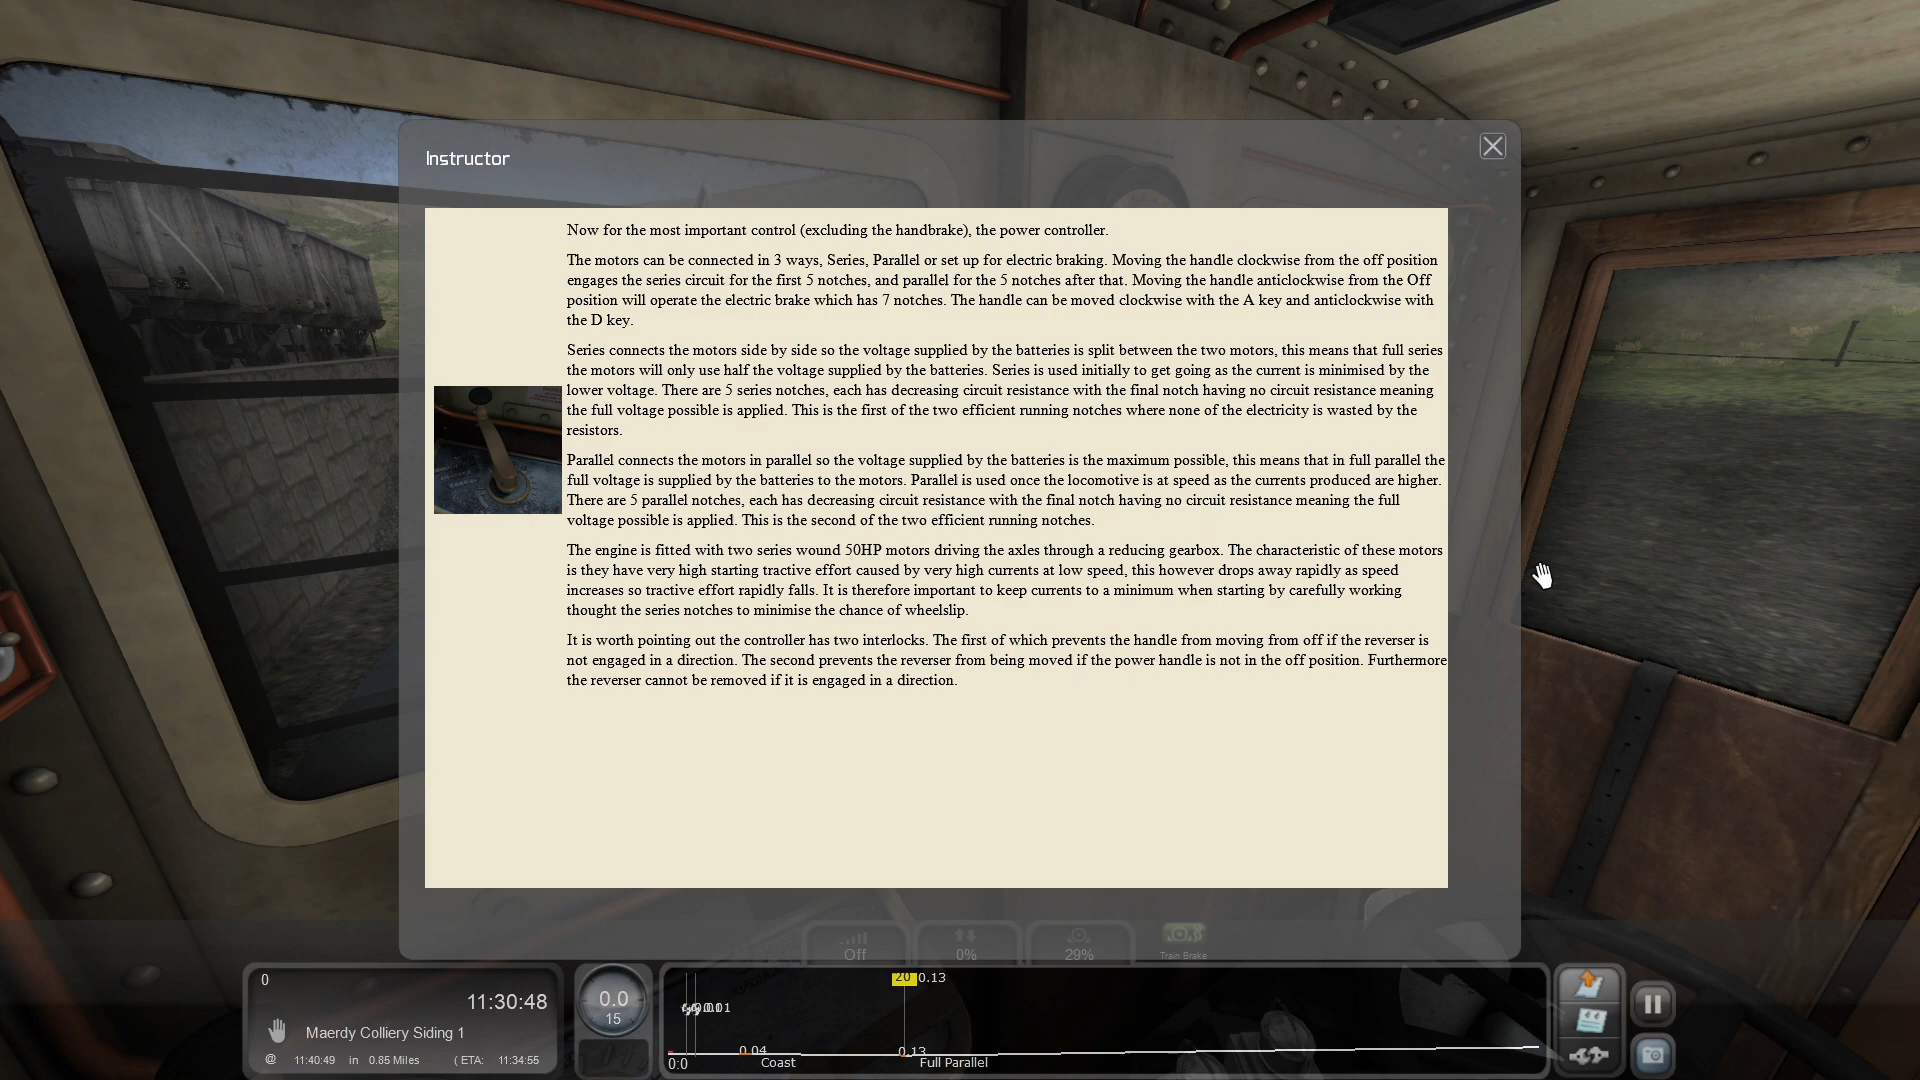 Instructor
Now for the most important control (excluding the handbrake), the power controller.
The motors can be connected in 3 ways, Series, Parallel or set up for electric braking. Moving the handle clockwise from the off position
engages the series circuit for the first 5 notches, and parallel for the 5 notches after that. Moving the handle anticlockwise from the Off
position will operate the electric brake which has 7 notches. The handle can be moved clockwise with the A key and anticlockwise with
the D key.
Series connects the motors side by side so the voltage supplied by the batteries is split between the two motors, this means that full series
the motors will only use half the voltage supplied by the batteries. Series is used initially to get going as the current is minimised by the
lower voltage. There are 5 series notches, each has decreasing circuit resistance with the final notch having no circuit resistance meaning
the full voltage possible is applied. This is the first of the two efficient running notches where none of the electricity is wasted by the
resistors.
Parallel connects the motors in parallel so the voltage supplied by the batteries is the maximum possible, this means that in full parallel the
full voltage is supplied by the batteries to the motors. Parallel is used once the locomotive is at speed as the currents produced are higher.
There are 5 parallel notches, each has decreasing circuit resistance with the final notch having no circuit resistance meaning the full
voltage possible is applied. This is the second of the two efficient running notches.
The engine is fitted with two series wound 50HP motors driving the axles through a reducing gearbox. The characteristic of these motors
is they have very high starting tractive effort caused by very high currents at low speed, this however drops away rapidly as speed
increases so tractive effort rapidly falls. It is therefore important to keep currents to a minimum when starting by carefully working
thought the series notches to minimise the chance of wheelslip.
It is worth pointing out the controller has two interlocks. The first of which prevents the handle from moving from off if the reverser is
not engaged in a direction. The second prevents the reverser from being moved if the power handle is not in the off position. Furthermore
the reverser cannot be removed if it is engaged in a direction.
Off
0%
29%
Train Brake
0
11:30:48
Maerdy Colliery Siding 1
@ 11:40:49 in 0.85 Miles ( ETA: 11:34:55
0.0
15
20 0.13
0.04
0.13
0:0
Coast
Full Parallel